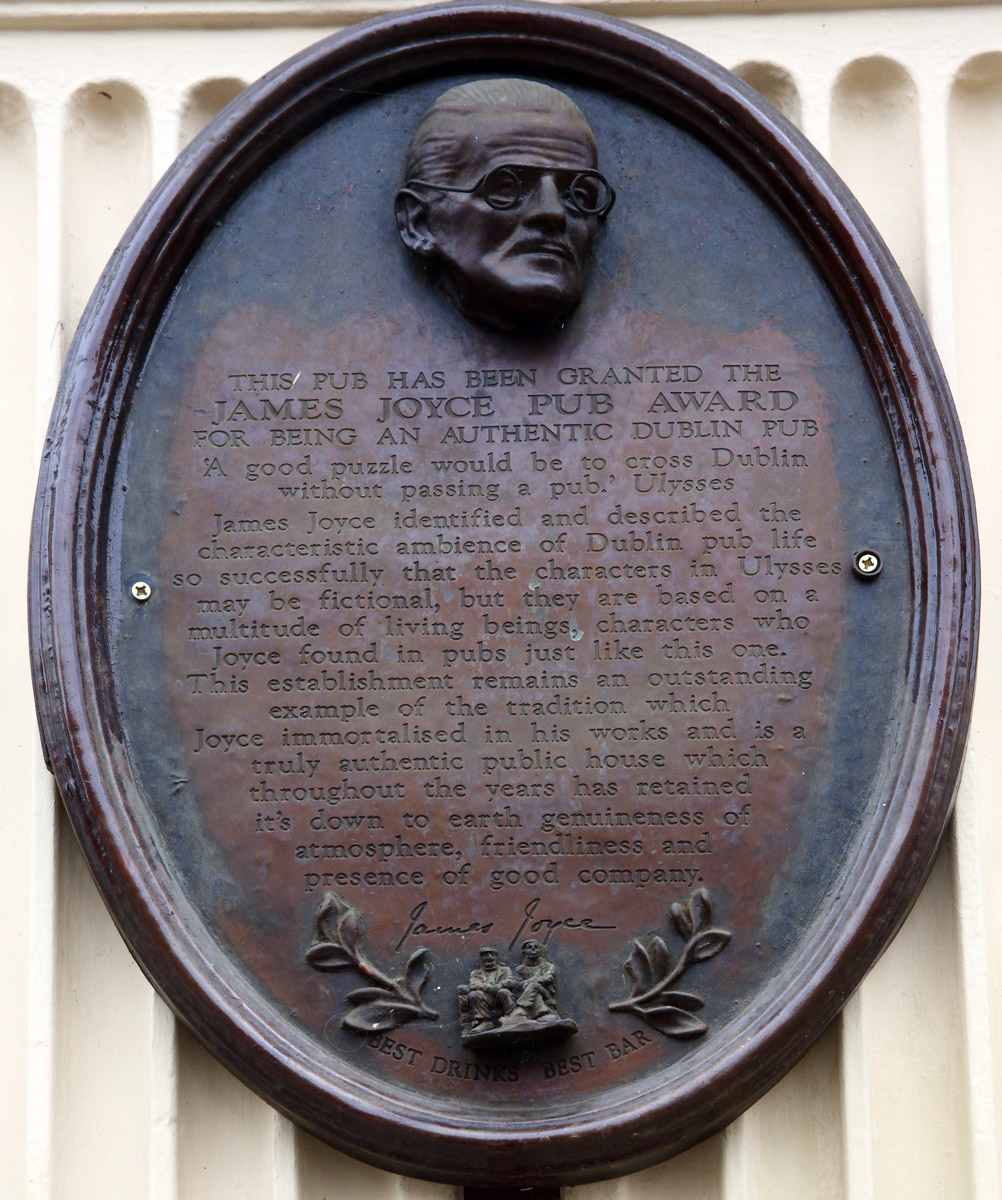 THIS PUB HAS BEEN GRANTED THE
JAMES JOYCE PUB AWARD
FOR BEING AN AUTHENTIC DUBLIN PUB
'A good puzzle would be to cross Dublin
without passing a pub.' Ulysses
James Joyce identified and described the
characteristic ambience of Dublin pub life
so successfully that the characters in Ulysses
may be fictional, but they are based on a
multitude of living beings, characters who
Joyce found in pubs just like this one.
This establishment remains an outstanding
example of the tradition which
Joyce immortalised in his works and is a
truly authentic public house which
throughout the years has retained
it's down to earth genuineness of
atmosphere, friendliness and
presence of good company.
James Joyce
BEST DRINKS BEST BAR